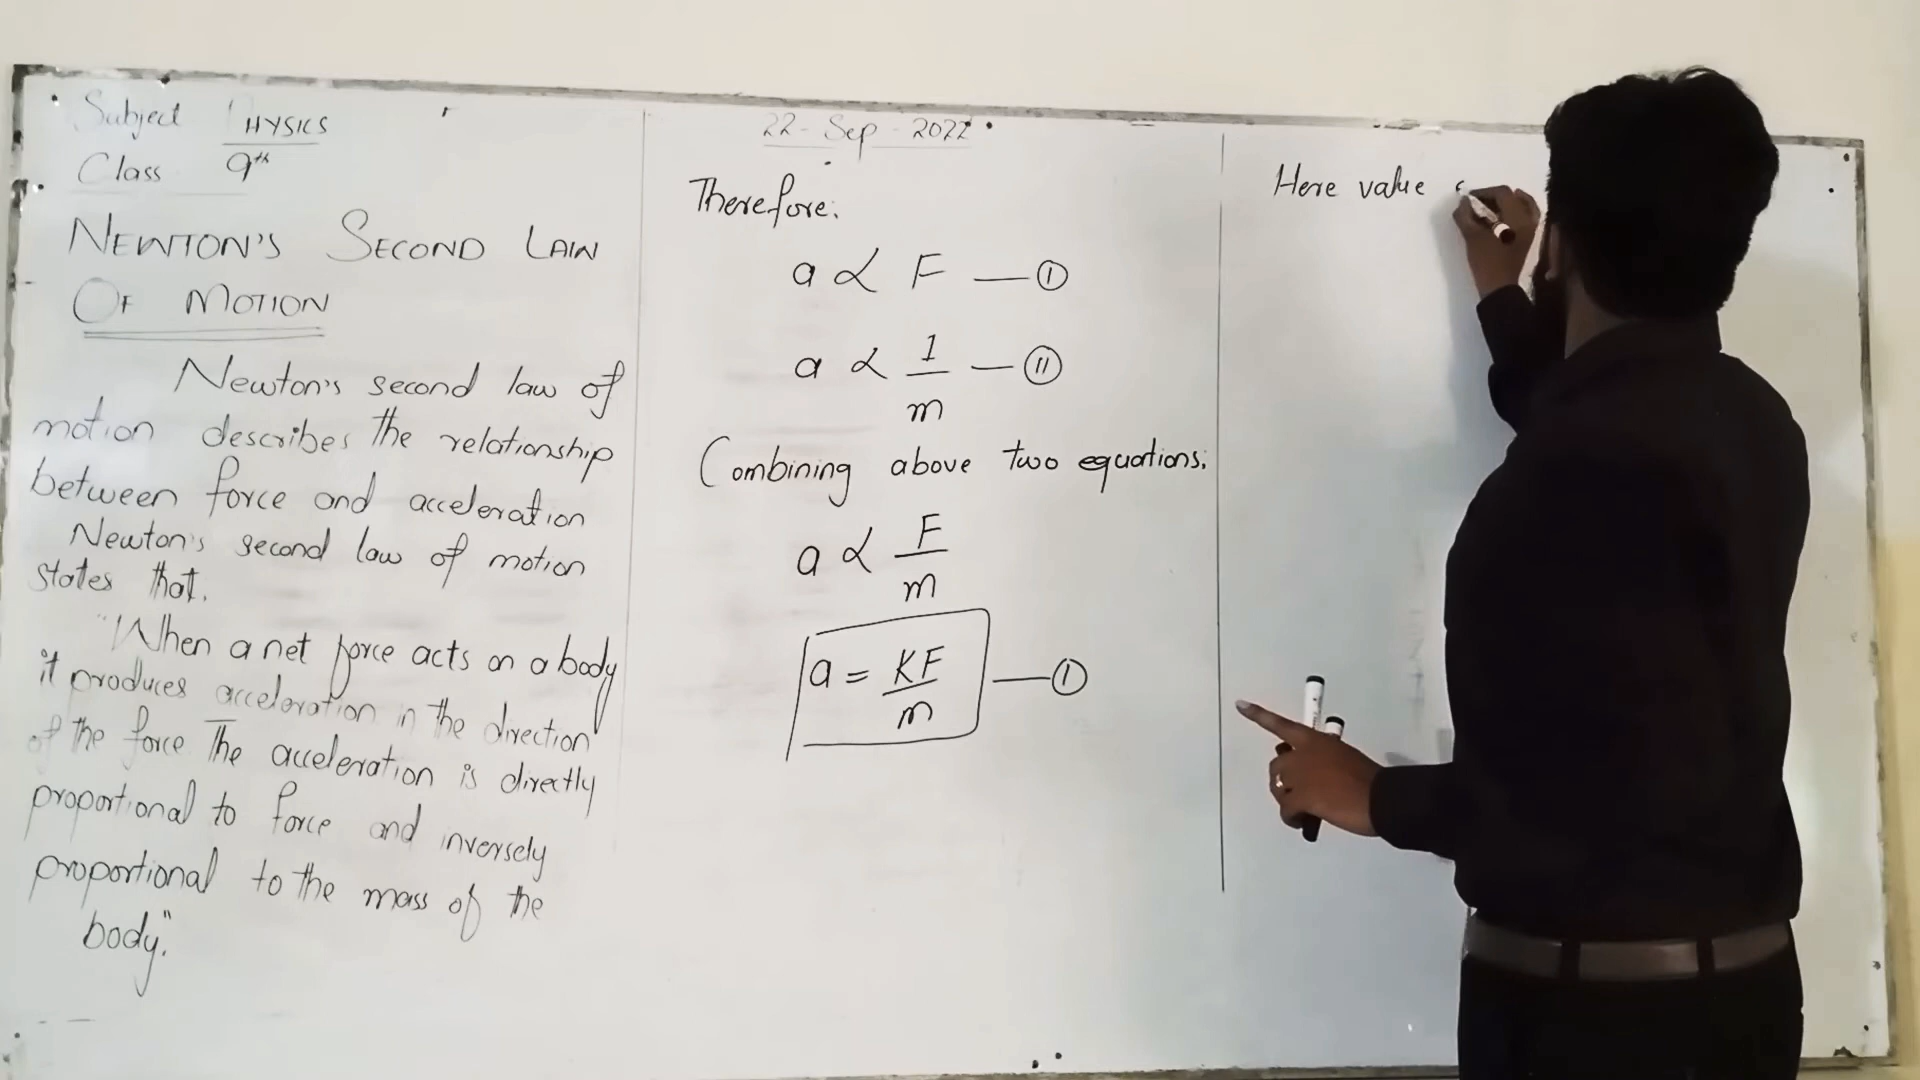 Subject PHYSICS
Class 9th
NEWTON'S SECOND LAW
OF MOTION
Newton's second law of
motion describes the relationship
between force and acceleration
Newton's second law of motion
states that.
"When a net force acts on a body
it produces acceleration in the direction
of the force The acceleration is directly
proportional to force and inversely
proportional to the mass of the
body."
22-Sep-2022
Therefore:
a ∝ F — (I)
a ∝ 1/m — (II)
Combining above two equations.
a ∝ F/m
a = KF/m — (I)
Here value